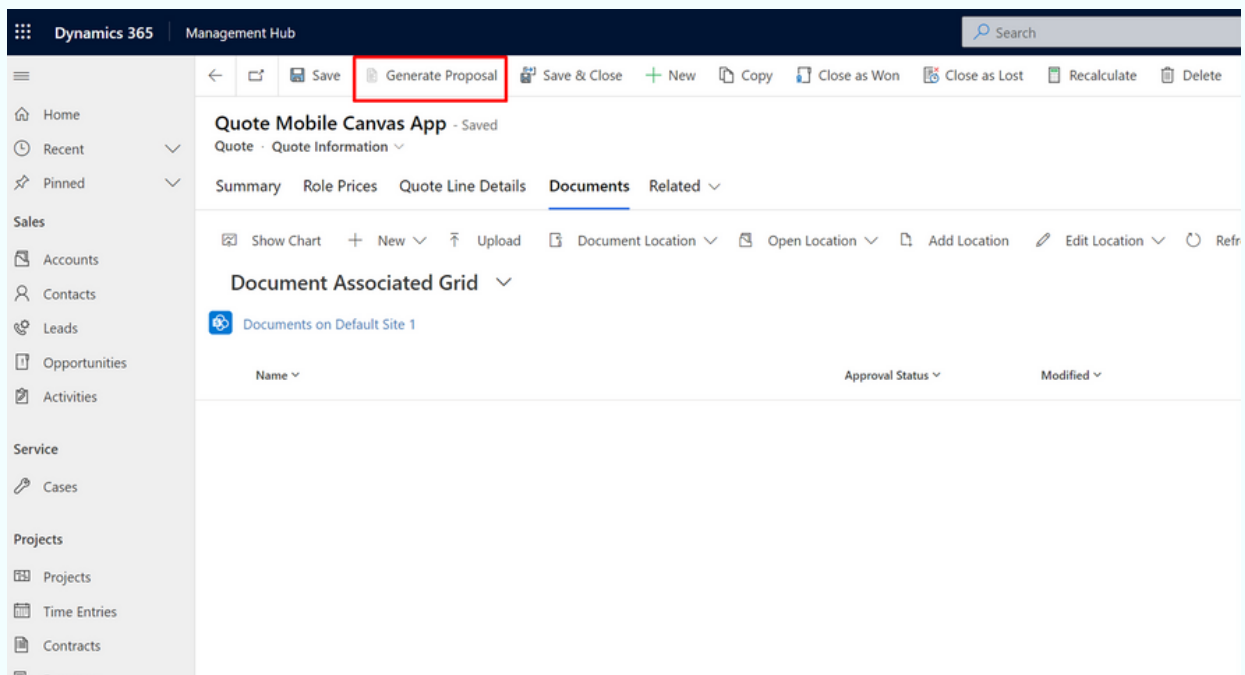 Dynamics 365 Management Hub Search
Save Generate Proposal Save & Close New Copy Close as Won Close as Lost Recalculate Delete
Home
Recent
Pinned
Sales
Accounts
Contacts
Leads
Opportunities
Activities
Service
Cases
Projects
Projects
Time Entries
Contracts
Quote Mobile Canvas App - Saved
Quote · Quote Information
Summary Role Prices Quote Line Details Documents Related
Show Chart New Upload Document Location Open Location Add Location Edit Location Refr
Document Associated Grid
Documents on Default Site 1
Name Approval Status Modified